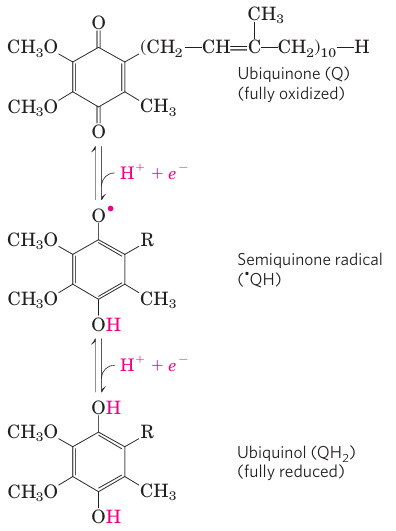 CH₃
O
CH₃O (CH₂—CH=C—CH₂)₁₀—H
Ubiquinone (Q)
(fully oxidized)
CH₃O CH₃
O
H⁺ + e⁻
O•
CH₃O R
Semiquinone radical
(•QH)
CH₃O CH₃
OH
H⁺ + e⁻
OH
CH₃O R
Ubiquinol (QH₂)
(fully reduced)
CH₃O CH₃
OH